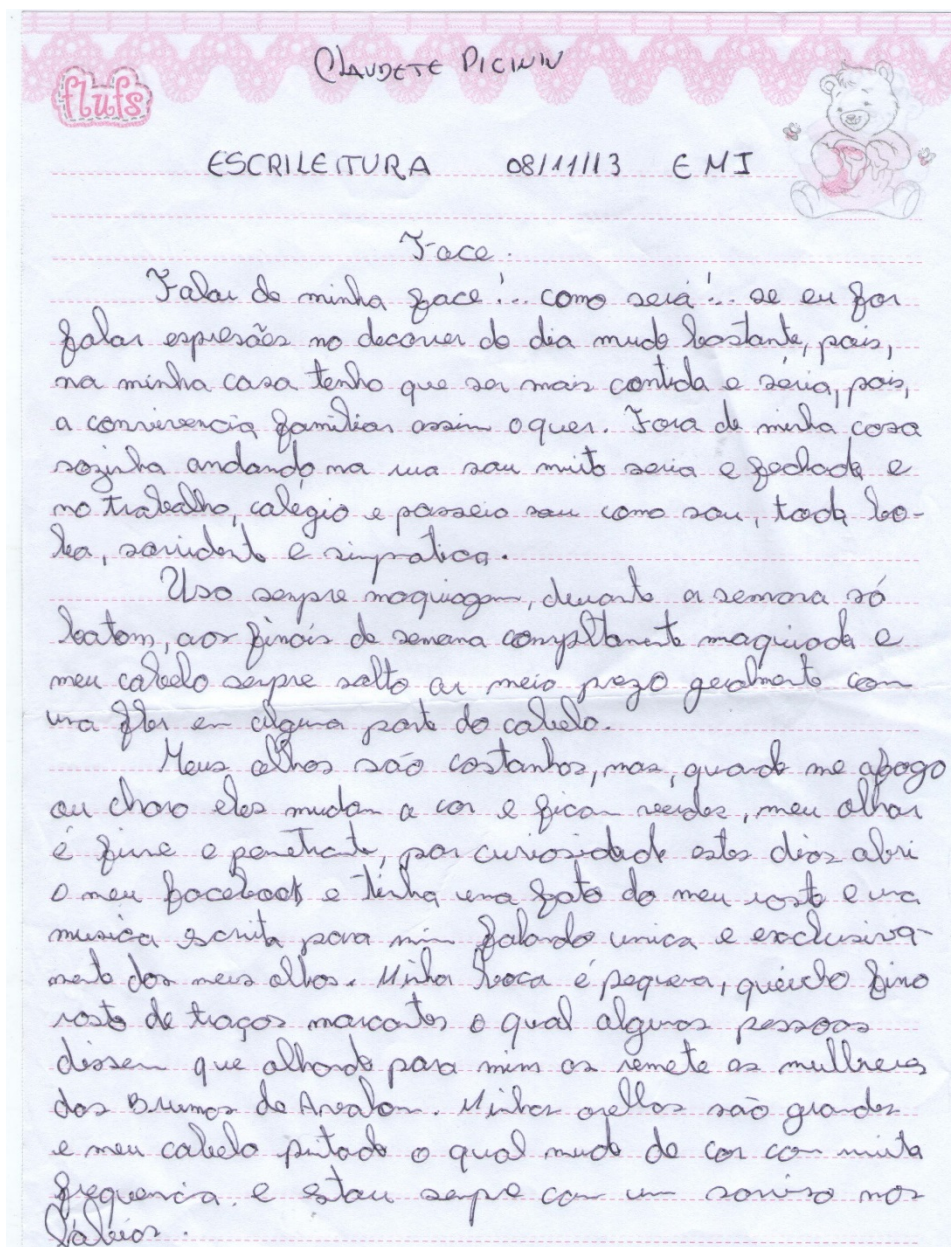 CLAUDETE PICININ
flufs
ESCRILEITURA 08/11/13 EMI
Face.
Falar de minha face!.. como será!.. se eu for
falar espresões no decorrer do dia mudo bastante, pois,
na minha casa tenho que ser mais contida e séria, pois,
a convivencia familiar assim o quer. Fora de minha casa
sozinha andando na rua sou muito seria e fechada e
no trabalho, colégio e passeio sou como sou, toda bo-
ba, sorridente e simpratica.
Uso sempre maquiagem, durante a semana só
batom, aos finais de semana completamente maquiada e
meu cabelo sempre solto ou meio prezo geralmente com
uma flor em alguma parte do cabelo.
Meus olhos são castanhos, mas, quando me afogo
ou choro eles mudam a cor e ficam verdes, meu olhar
é firme e penetrante, por curiosidade estes dias abri
o meu facebook e tinha uma foto do meu rosto e uma
musica escrita para mim falando unica e exclusiva-
mente dos meus olhos. Minha boca é pequena, queicho fino
rosto de traços marcantes o qual algumas pessoas
dissem que olhando para mim os remete as mulheres
das Brumas de Avalon. Minhas orellas são grandes
e meu cabelo pintado o qual mudo de cor com muita
frequencia e estou sempre com um sorriso nos
lábios.